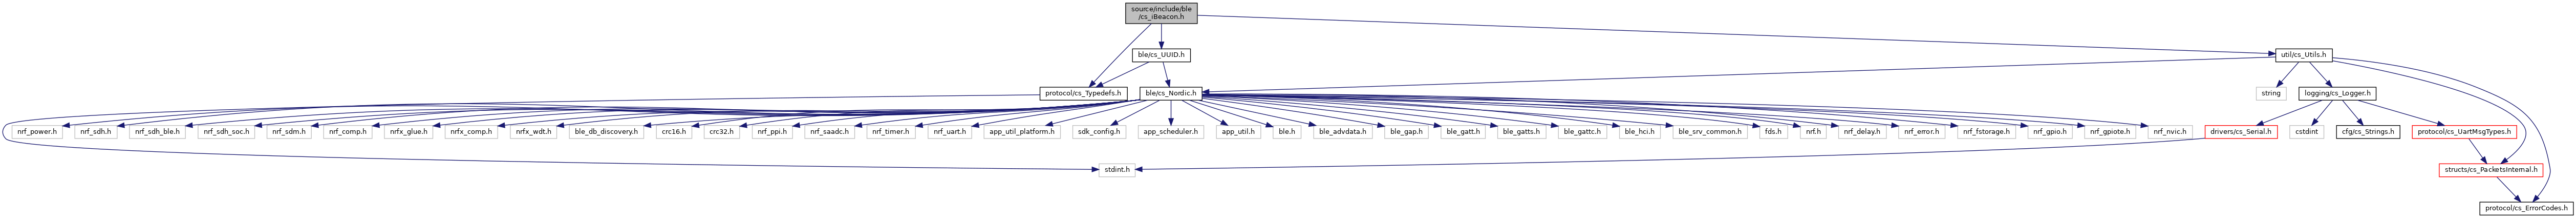 source/include/ble
/cs_iBeacon.h
ble/cs_UUID.h
util/cs_Utils.h
protocol/cs_Typedefs.h
ble/cs_Nordic.h
string
logging/cs_Logger.h
nrf_power.h
nrf_sdh.h
nrf_sdh_ble.h
nrf_sdh_soc.h
nrf_sdm.h
nrf_comp.h
nrfx_glue.h
nrfx_comp.h
nrfx_wdt.h
ble_db_discovery.h
crc16.h
crc32.h
nrf_ppi.h
nrf_saadc.h
nrf_timer.h
nrf_uart.h
app_util_platform.h
sdk_config.h
app_scheduler.h
app_util.h
ble.h
ble_advdata.h
ble_gap.h
ble_gatt.h
ble_gatts.h
ble_gattc.h
ble_hci.h
ble_srv_common.h
fds.h
nrf.h
nrf_delay.h
nrf_error.h
nrf_fstorage.h
nrf_gpio.h
nrf_gpiote.h
nrf_nvic.h
drivers/cs_Serial.h
cstdint
cfg/cs_Strings.h
protocol/cs_UartMsgTypes.h
stdint.h
structs/cs_PacketsInternal.h
protocol/cs_ErrorCodes.h